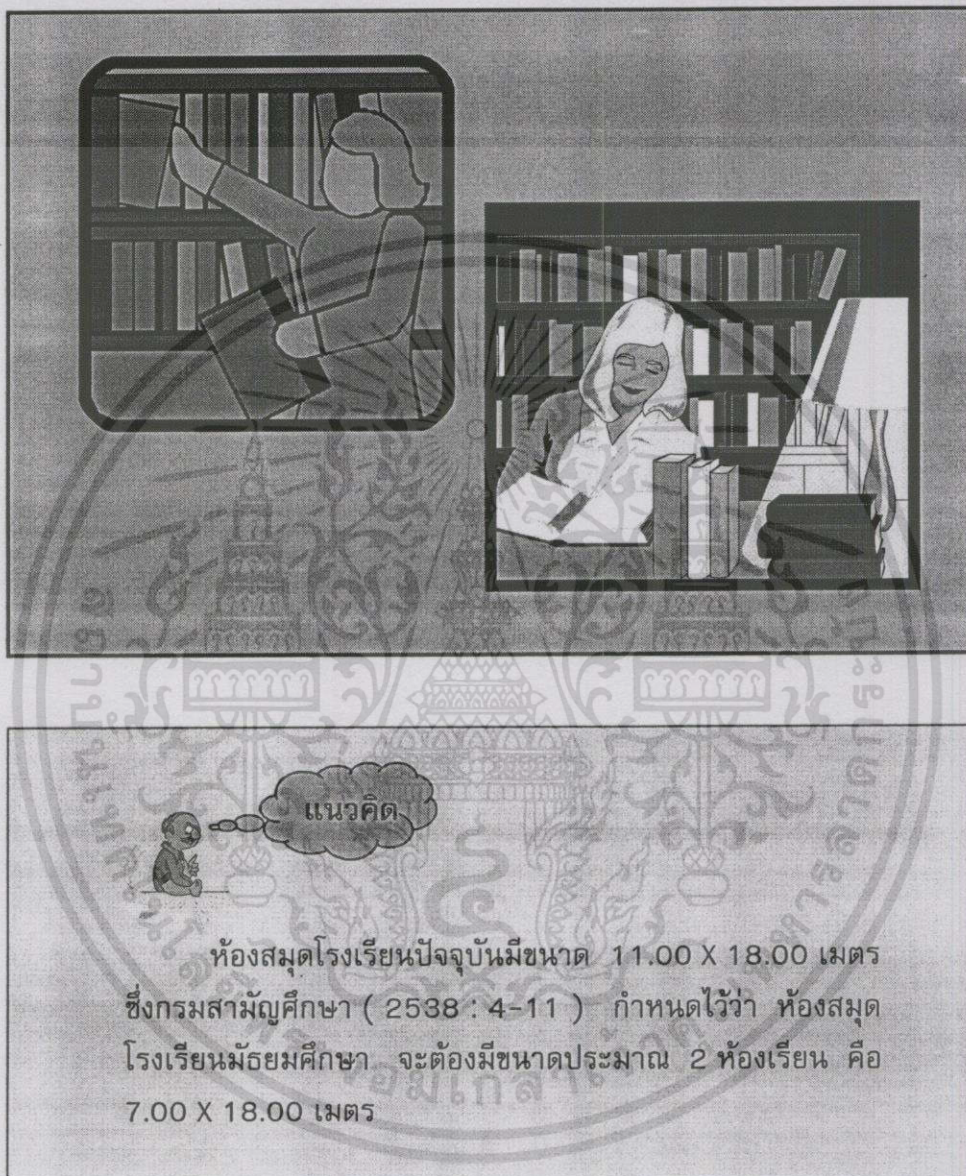 แนวคิด
ห้องสมุดโรงเรียนปัจจุบันมีขนาด 11.00 X 18.00 เมตร
ซึ่งกรมสามัญศึกษา ( 2538 : 4-11 ) กำหนดไว้ว่า ห้องสมุด
โรงเรียนมัธยมศึกษา จะต้องมีขนาดประมาณ 2 ห้องเรียน คือ
7.00 X 18.00 เมตร